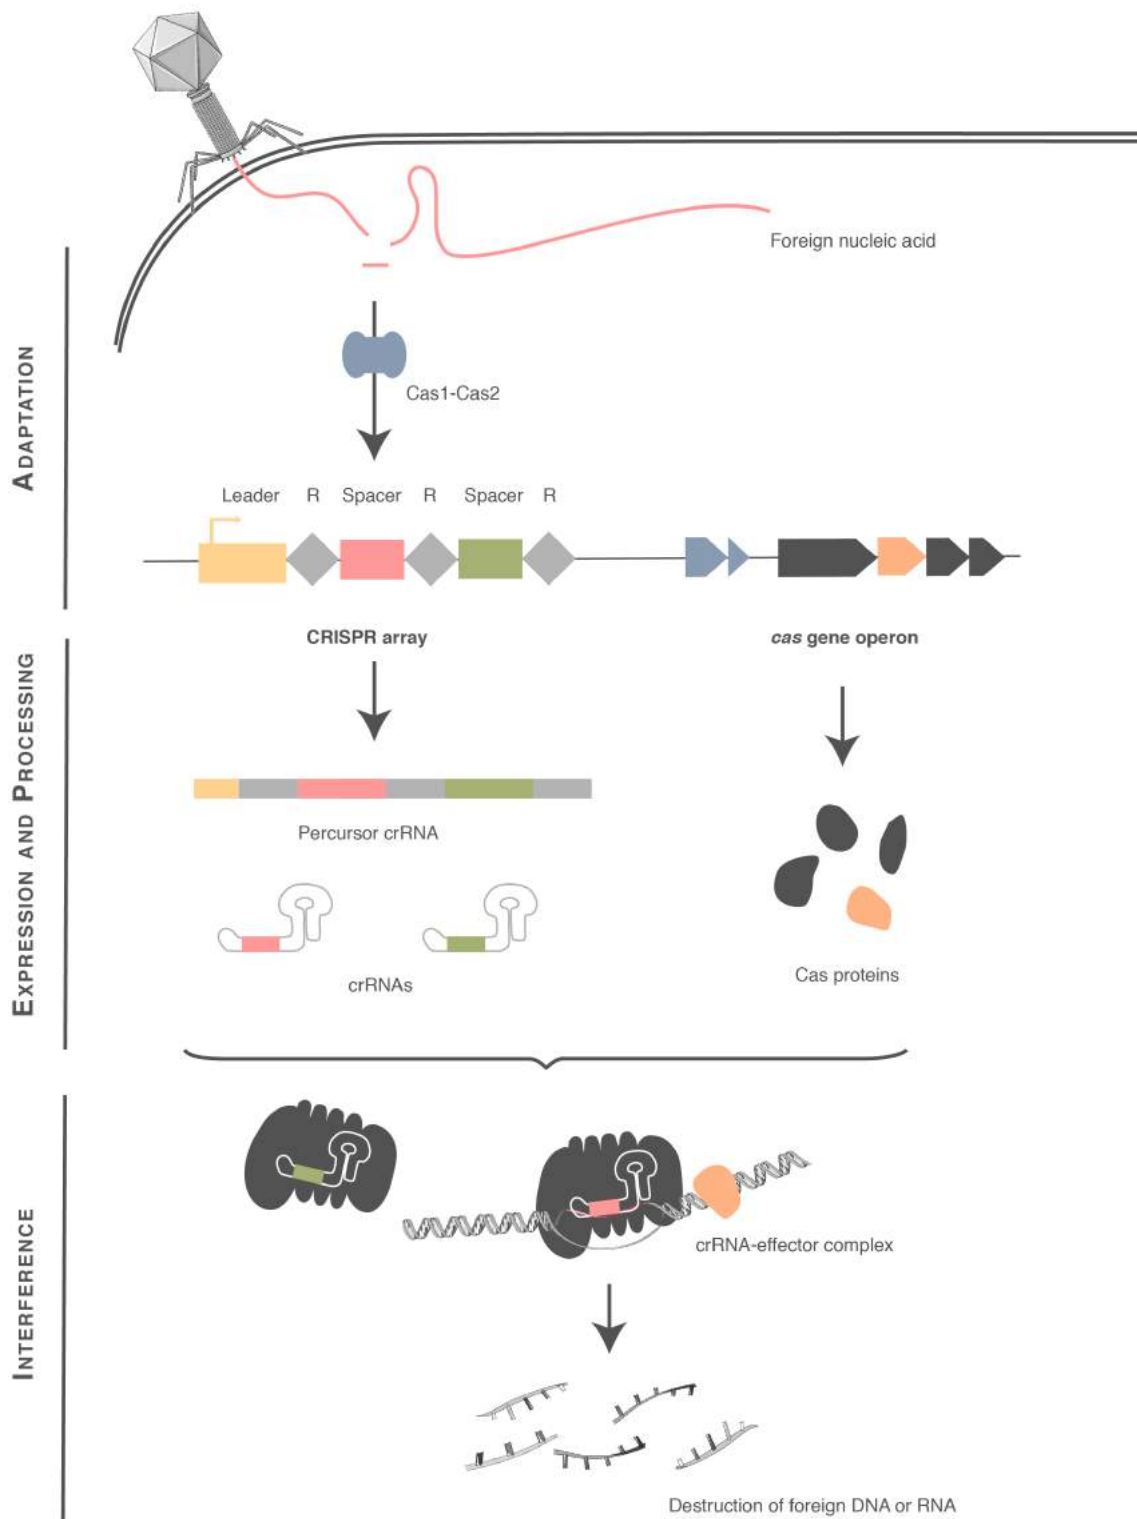 Foreign nucleic acid
ADAPTATION
Cas1-Cas2
Leader R Spacer R Spacer R
CRISPR array
cas gene operon
EXPRESSION AND PROCESSING
Percursor crRNA
crRNAs
Cas proteins
INTERFERENCE
crRNA-effector complex
Destruction of foreign DNA or RNA